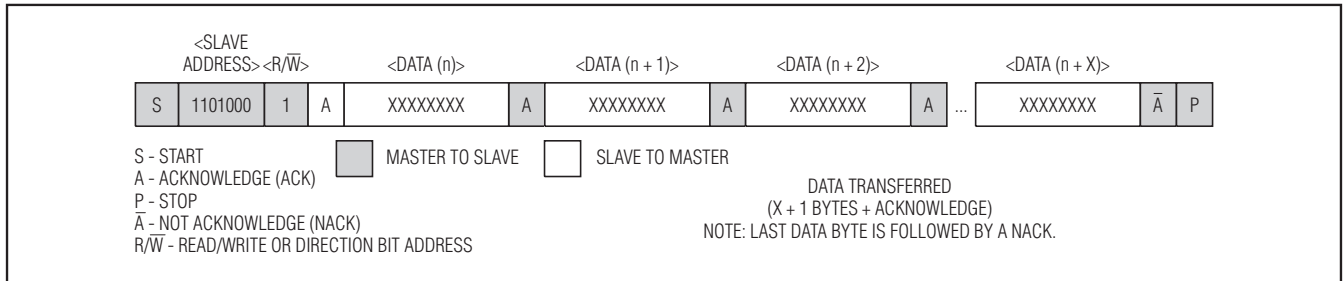 <SLAVE
ADDRESS> <R/W̅> <DATA (n)> <DATA (n + 1)> <DATA (n + 2)> <DATA (n + X)>
S 1101000 1 A XXXXXXXX A XXXXXXXX A XXXXXXXX A ... XXXXXXXX A̅ P
S - START
MASTER TO SLAVE
SLAVE TO MASTER
A - ACKNOWLEDGE (ACK)
P - STOP
A̅ - NOT ACKNOWLEDGE (NACK)
R/W̅ - READ/WRITE OR DIRECTION BIT ADDRESS
DATA TRANSFERRED
(X + 1 BYTES + ACKNOWLEDGE)
NOTE: LAST DATA BYTE IS FOLLOWED BY A NACK.